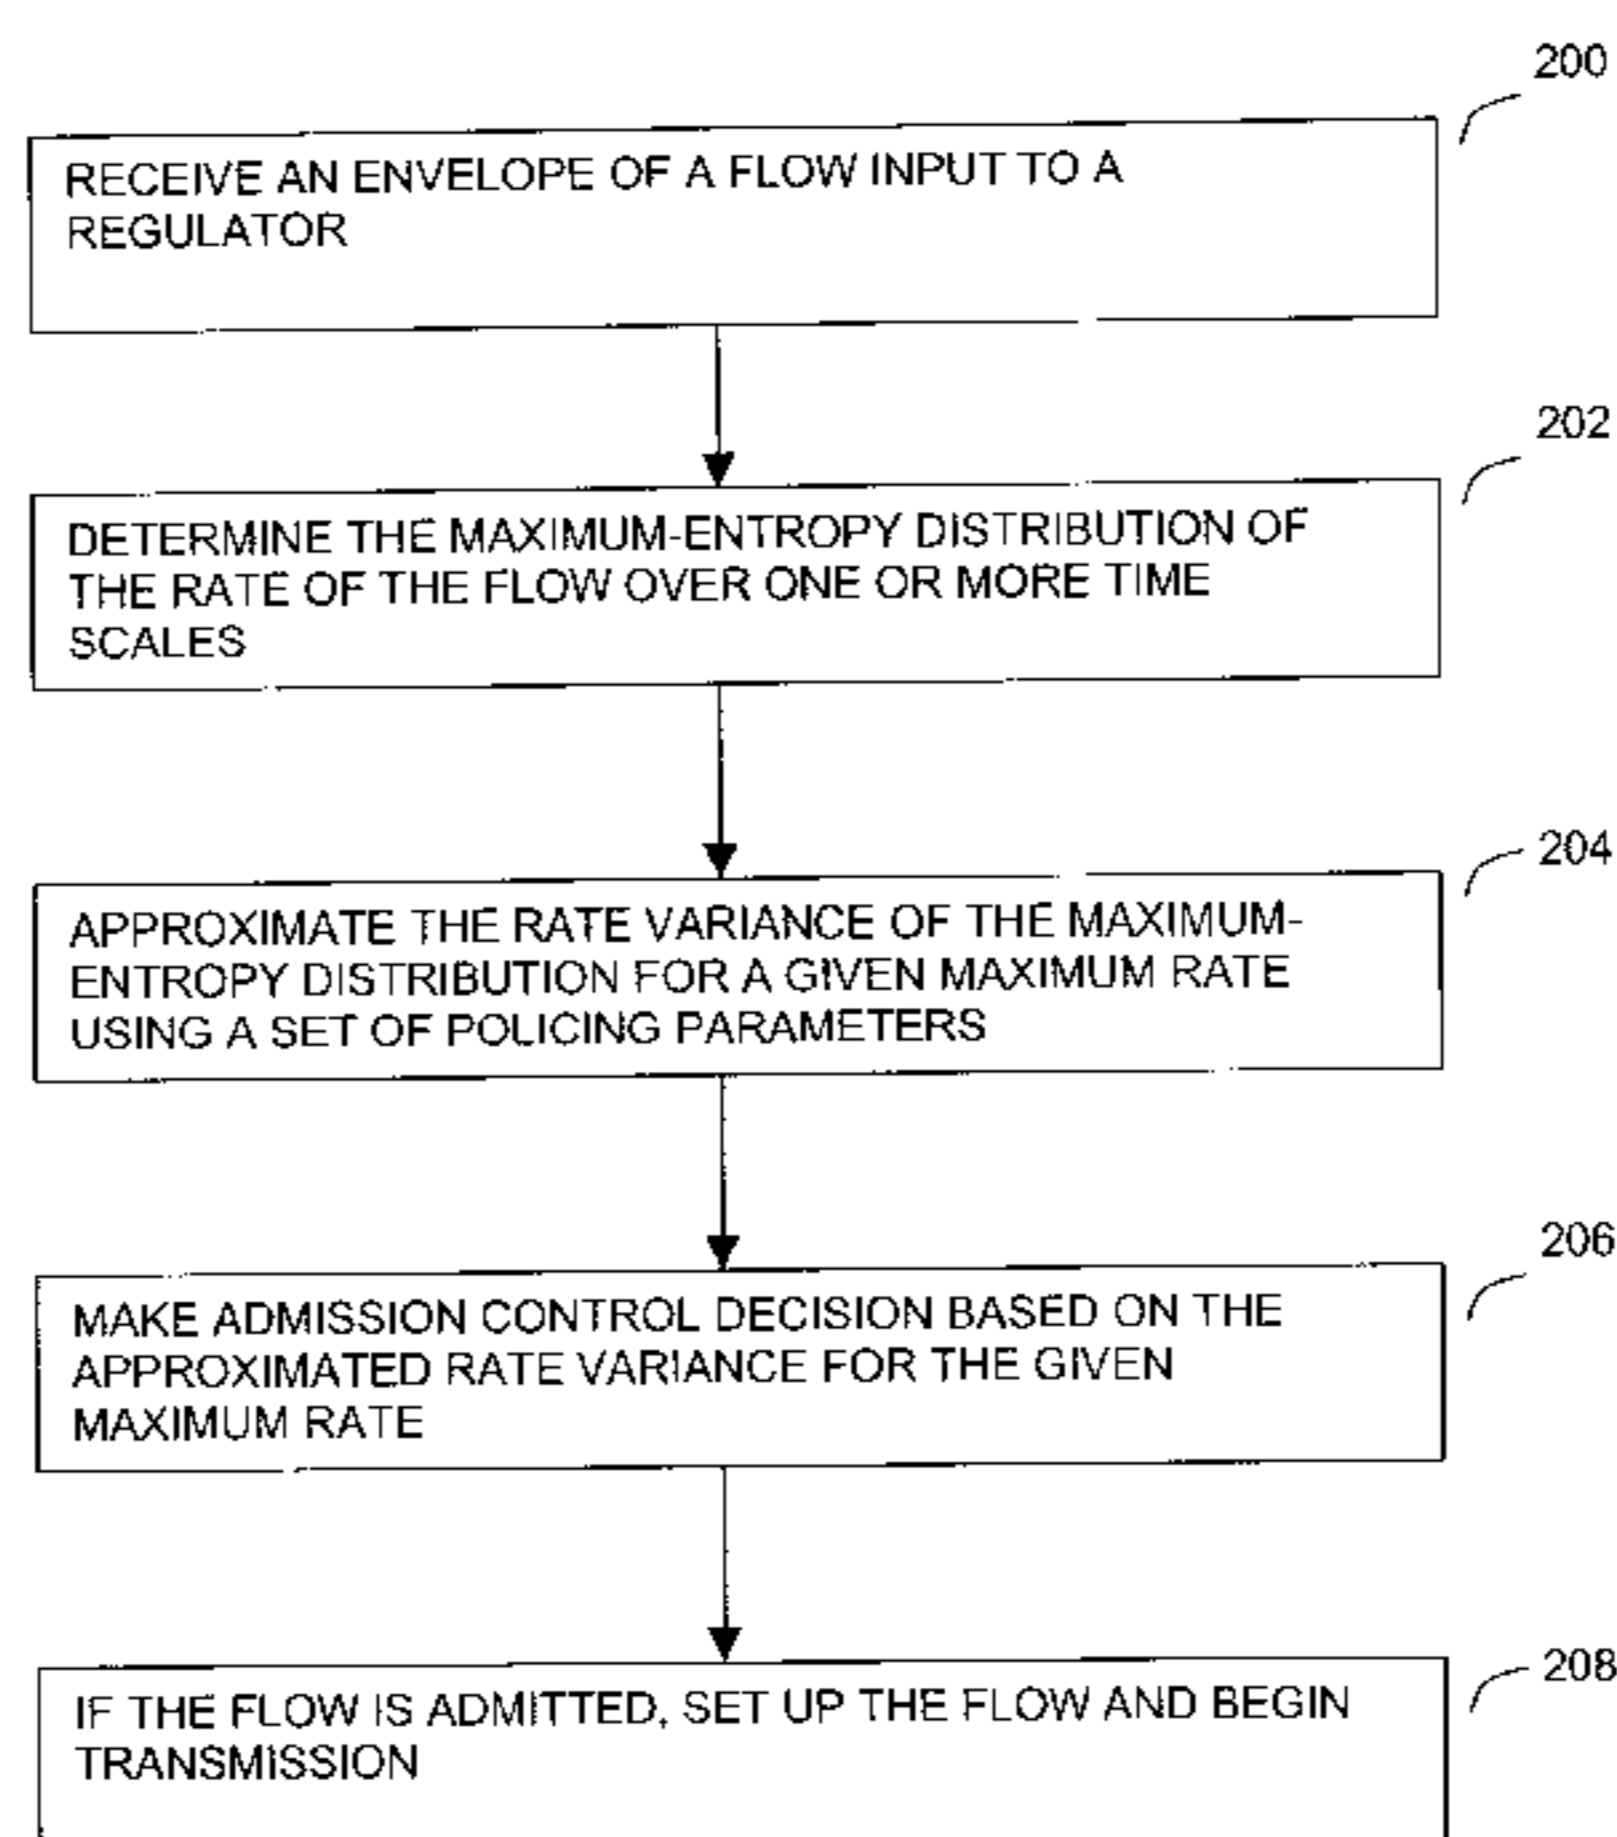 200
RECEIVE AN ENVELOPE OF A FLOW INPUT TO A
REGULATOR
202
DETERMINE THE MAXIMUM-ENTROPY DISTRIBUTION OF
THE RATE OF THE FLOW OVER ONE OR MORE TIME
SCALES
204
APPROXIMATE THE RATE VARIANCE OF THE MAXIMUM-
ENTROPY DISTRIBUTION FOR A GIVEN MAXIMUM RATE
USING A SET OF POLICING PARAMETERS
206
MAKE ADMISSION CONTROL DECISION BASED ON THE
APPROXIMATED RATE VARIANCE FOR THE GIVEN
MAXIMUM RATE
208
IF THE FLOW IS ADMITTED, SET UP THE FLOW AND BEGIN
TRANSMISSION